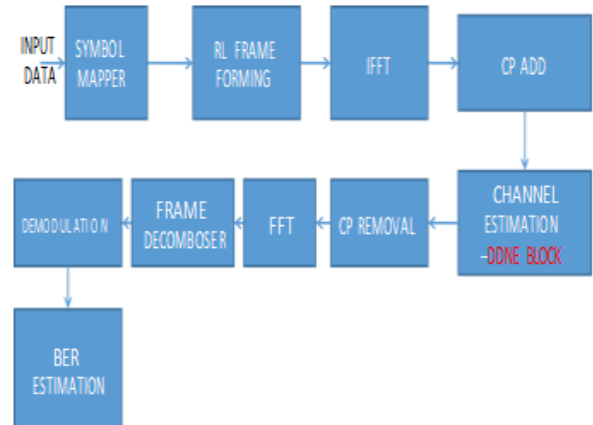 INPUT
DATA
SYMBOL
MAPPER
RL FRAME
FORMING
IFFT
CP ADD
CHANNEL
ESTIMATION
–DDNE BLOCK
CP REMOVAL
FFT
FRAME
DECOMBOSER
DEMODULATION
BER
ESTIMATION